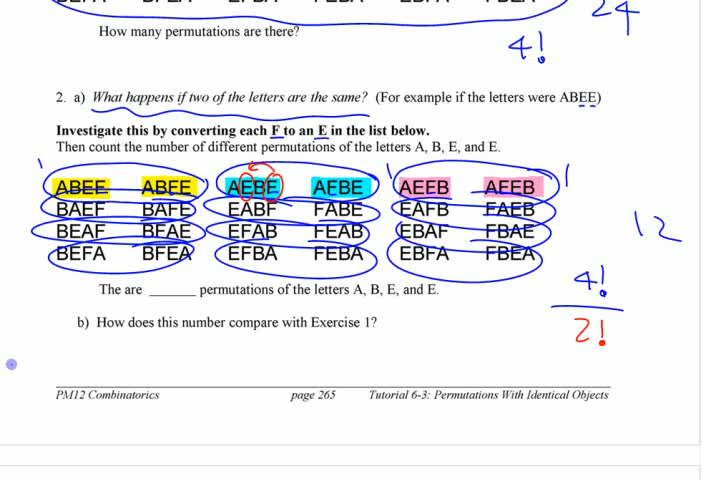 24
How many permutations are there?
4!
2. a) What happens if two of the letters are the same? (For example if the letters were ABEE)
Investigate this by converting each F to an E in the list below.
Then count the number of different permutations of the letters A, B, E, and E.
ABEE ABEE AEBE AEBE AEEB AFEB
BAEF BAFE EABF FABE EAFB FAEB
BEAF BFAE EFAB FEAB EBAF FBAE
BEFA BFEA EFBA FEBA EBFA FBEA
12
The are ______ permutations of the letters A, B, E, and E.
4!
2!
b) How does this number compare with Exercise 1?
PM12 Combinatorics page 265 Tutorial 6-3: Permutations With Identical Objects